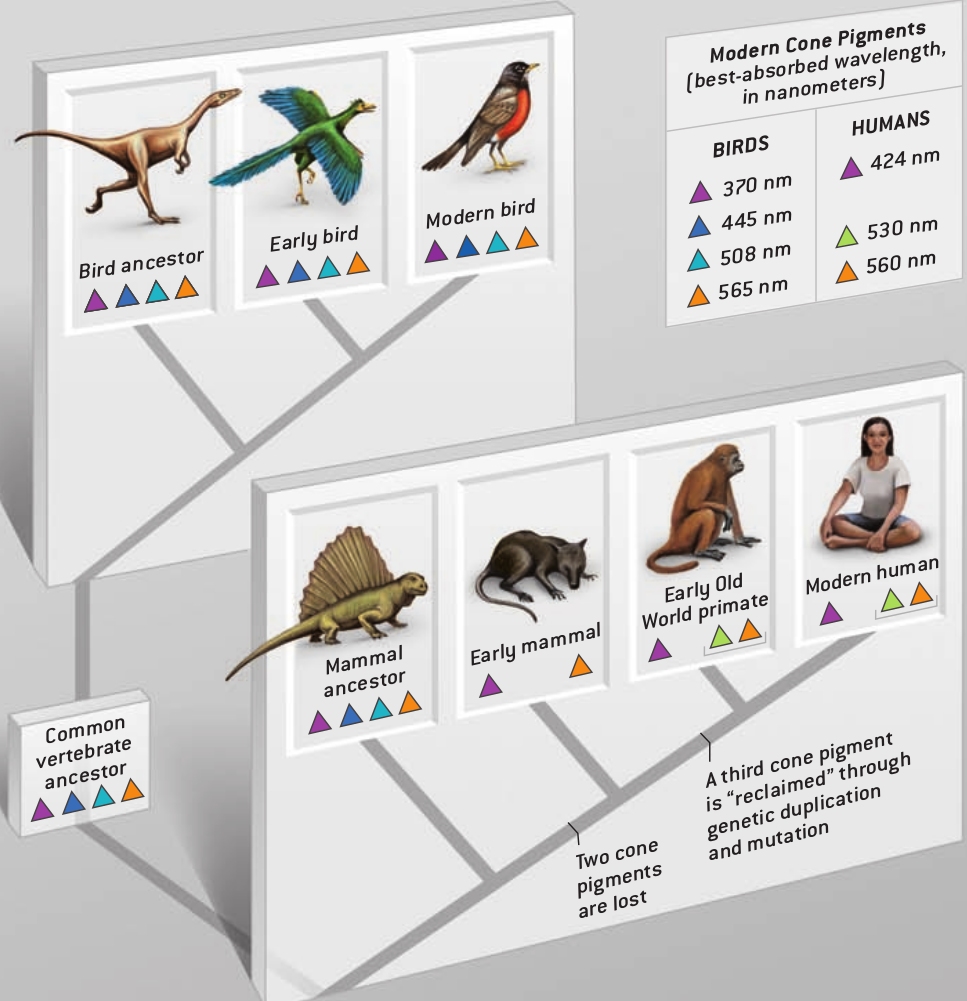 Bird ancestor
Early bird
Modern bird
Modern Cone Pigments
(best-absorbed wavelength,
in nanometers)
BIRDS
370 nm
445 nm
508 nm
565 nm
HUMANS
424 nm
530 nm
560 nm
Mammal
ancestor
Early mammal
Early Old
World primate
Modern human
Common
vertebrate
ancestor
Two cone
pigments
are lost
A third cone pigment
is “reclaimed” through
genetic duplication
and mutation